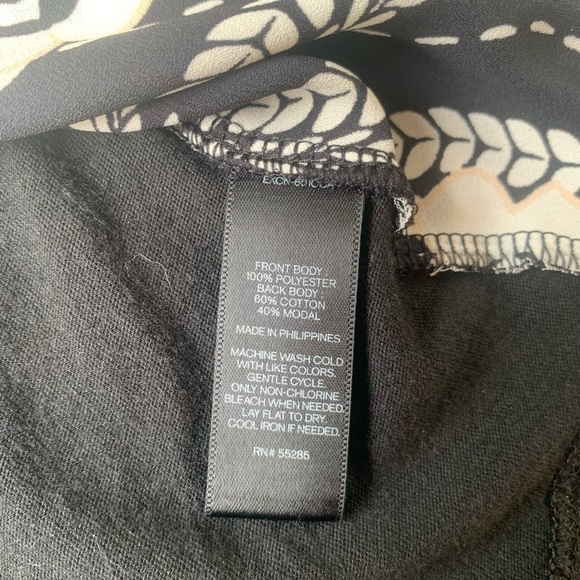 FRONT BODY :
100% POLYESTER
BACK BODY :
60% COTTON
40% MODAL
MADE IN PHILIPPINES
MACHINE WASH COLD
WITH LIKE COLORS.
GENTLE CYCLE.
ONLY NON-CHLORINE
BLEACH WHEN NEEDED.
LAY FLAT TO DRY.
COOL IRON IF NEEDED.
RN# 55285